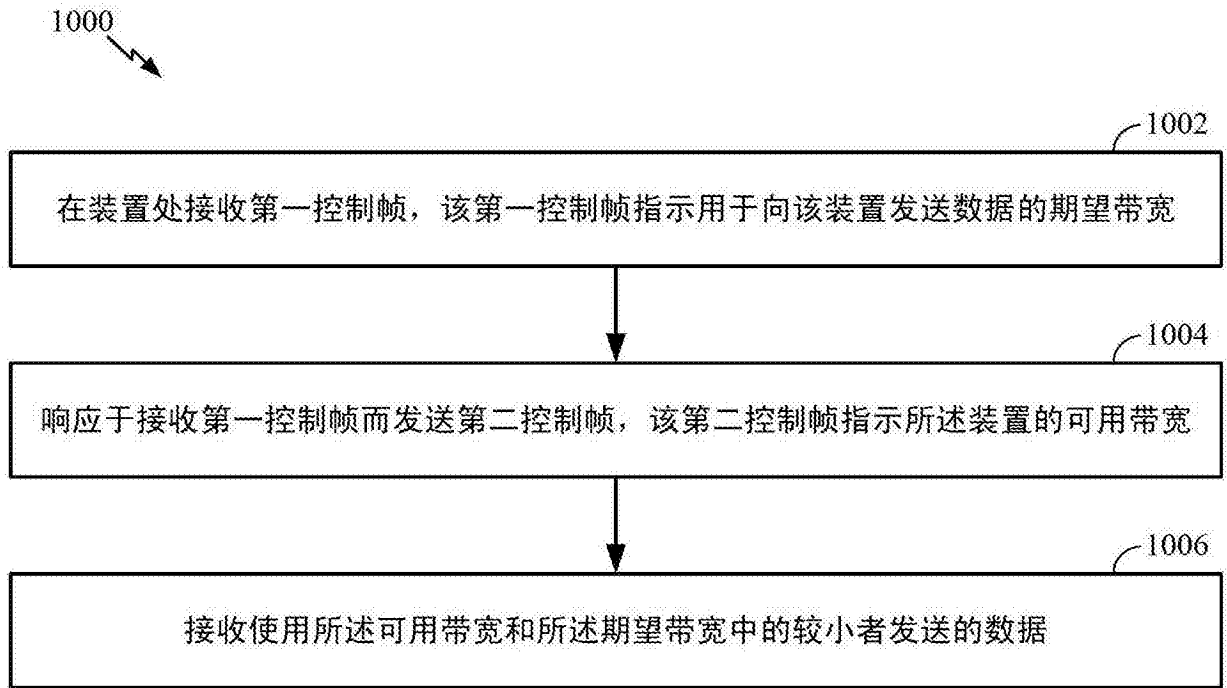 1000
1002
在装置处接收第一控制帧，该第一控制帧指示用于向该装置发送数据的期望带宽
1004
响应于接收第一控制帧而发送第二控制帧，该第二控制帧指示所述装置的可用带宽
1006
接收使用所述可用带宽和所述期望带宽中的较小者发送的数据